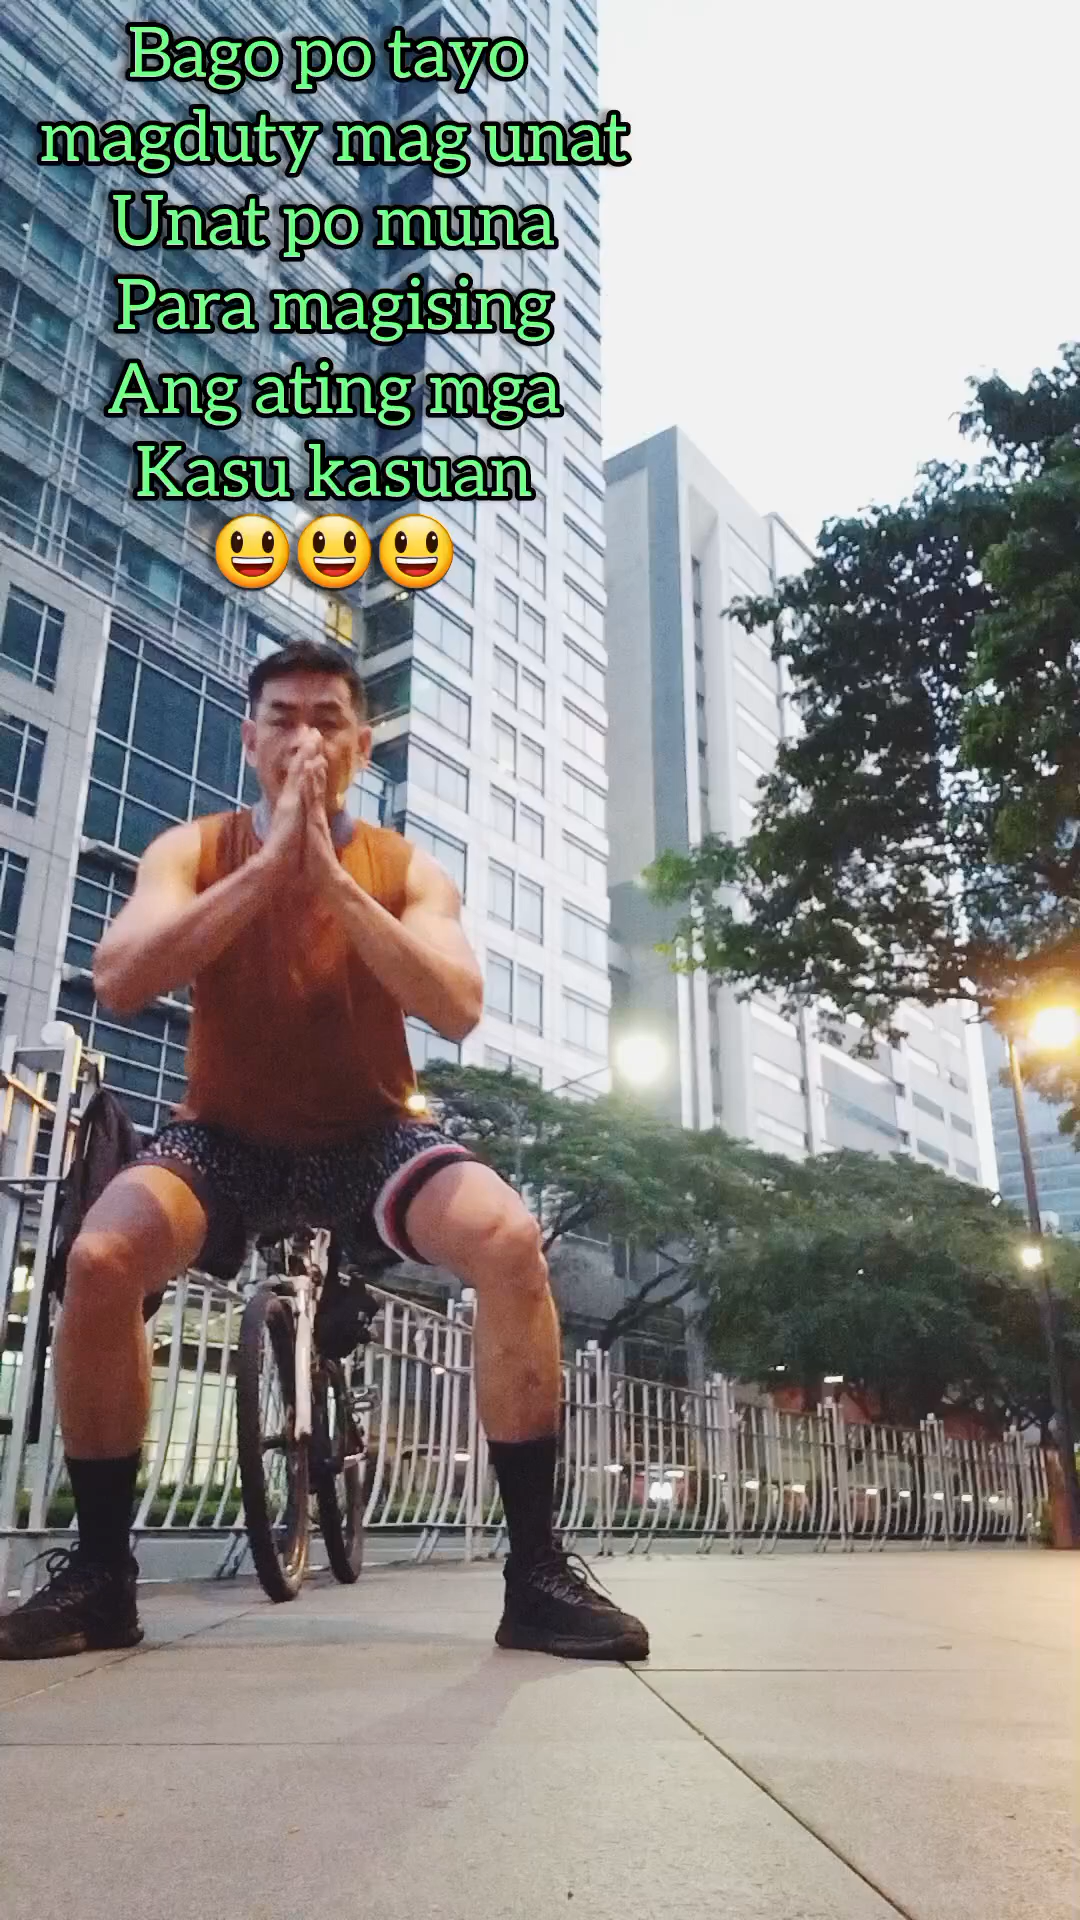 Bago po tayo
magduty mag unat
Unat po muna
Para magising
Ang ating mga
Kasu kasuan
😃😃😃